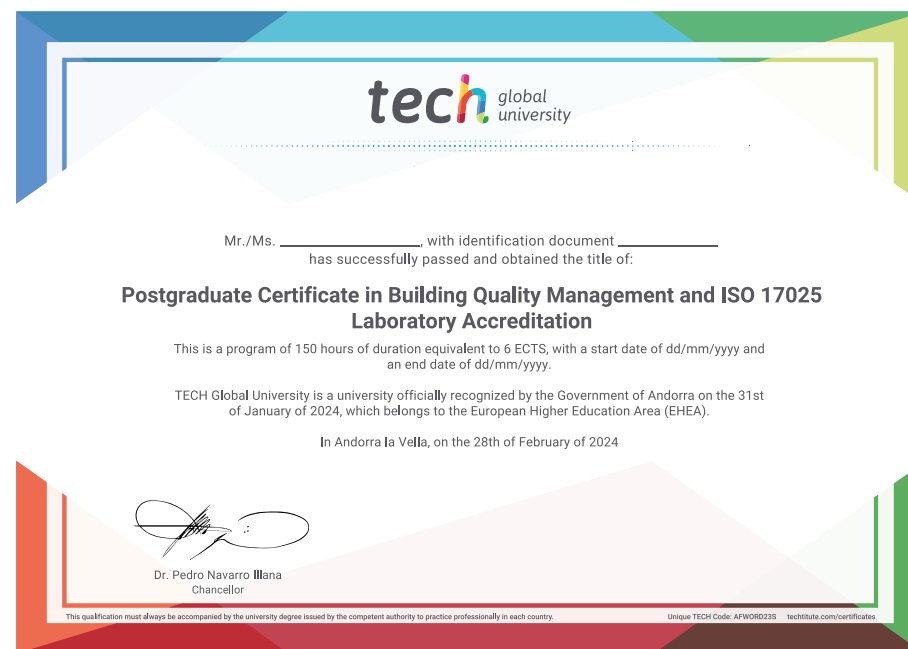 tech global university
Mr./Ms. ____________________, with identification document ______________
has successfully passed and obtained the title of:
Postgraduate Certificate in Building Quality Management and ISO 17025
Laboratory Accreditation
This is a program of 150 hours of duration equivalent to 6 ECTS, with a start date of dd/mm/yyyy and
an end date of dd/mm/yyyy.
TECH Global University is a university officially recognized by the Government of Andorra on the 31st
of January of 2024, which belongs to the European Higher Education Area (EHEA).
In Andorra la Vella, on the 28th of February of 2024
Dr. Pedro Navarro Illana
Chancellor
This qualification must always be accompanied by the university degree issued by the competent authority to practice professionally in each country.
Unique TECH Code: AFWORD23S techtitute.com/certificates